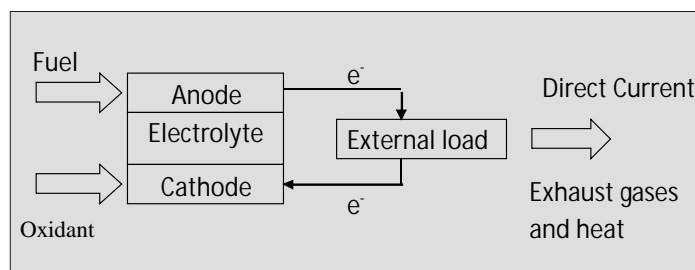 Fuel
Anode
e-
Direct Current
Electrolyte
External load
Cathode
e-
Exhaust gases
and heat
Oxidant